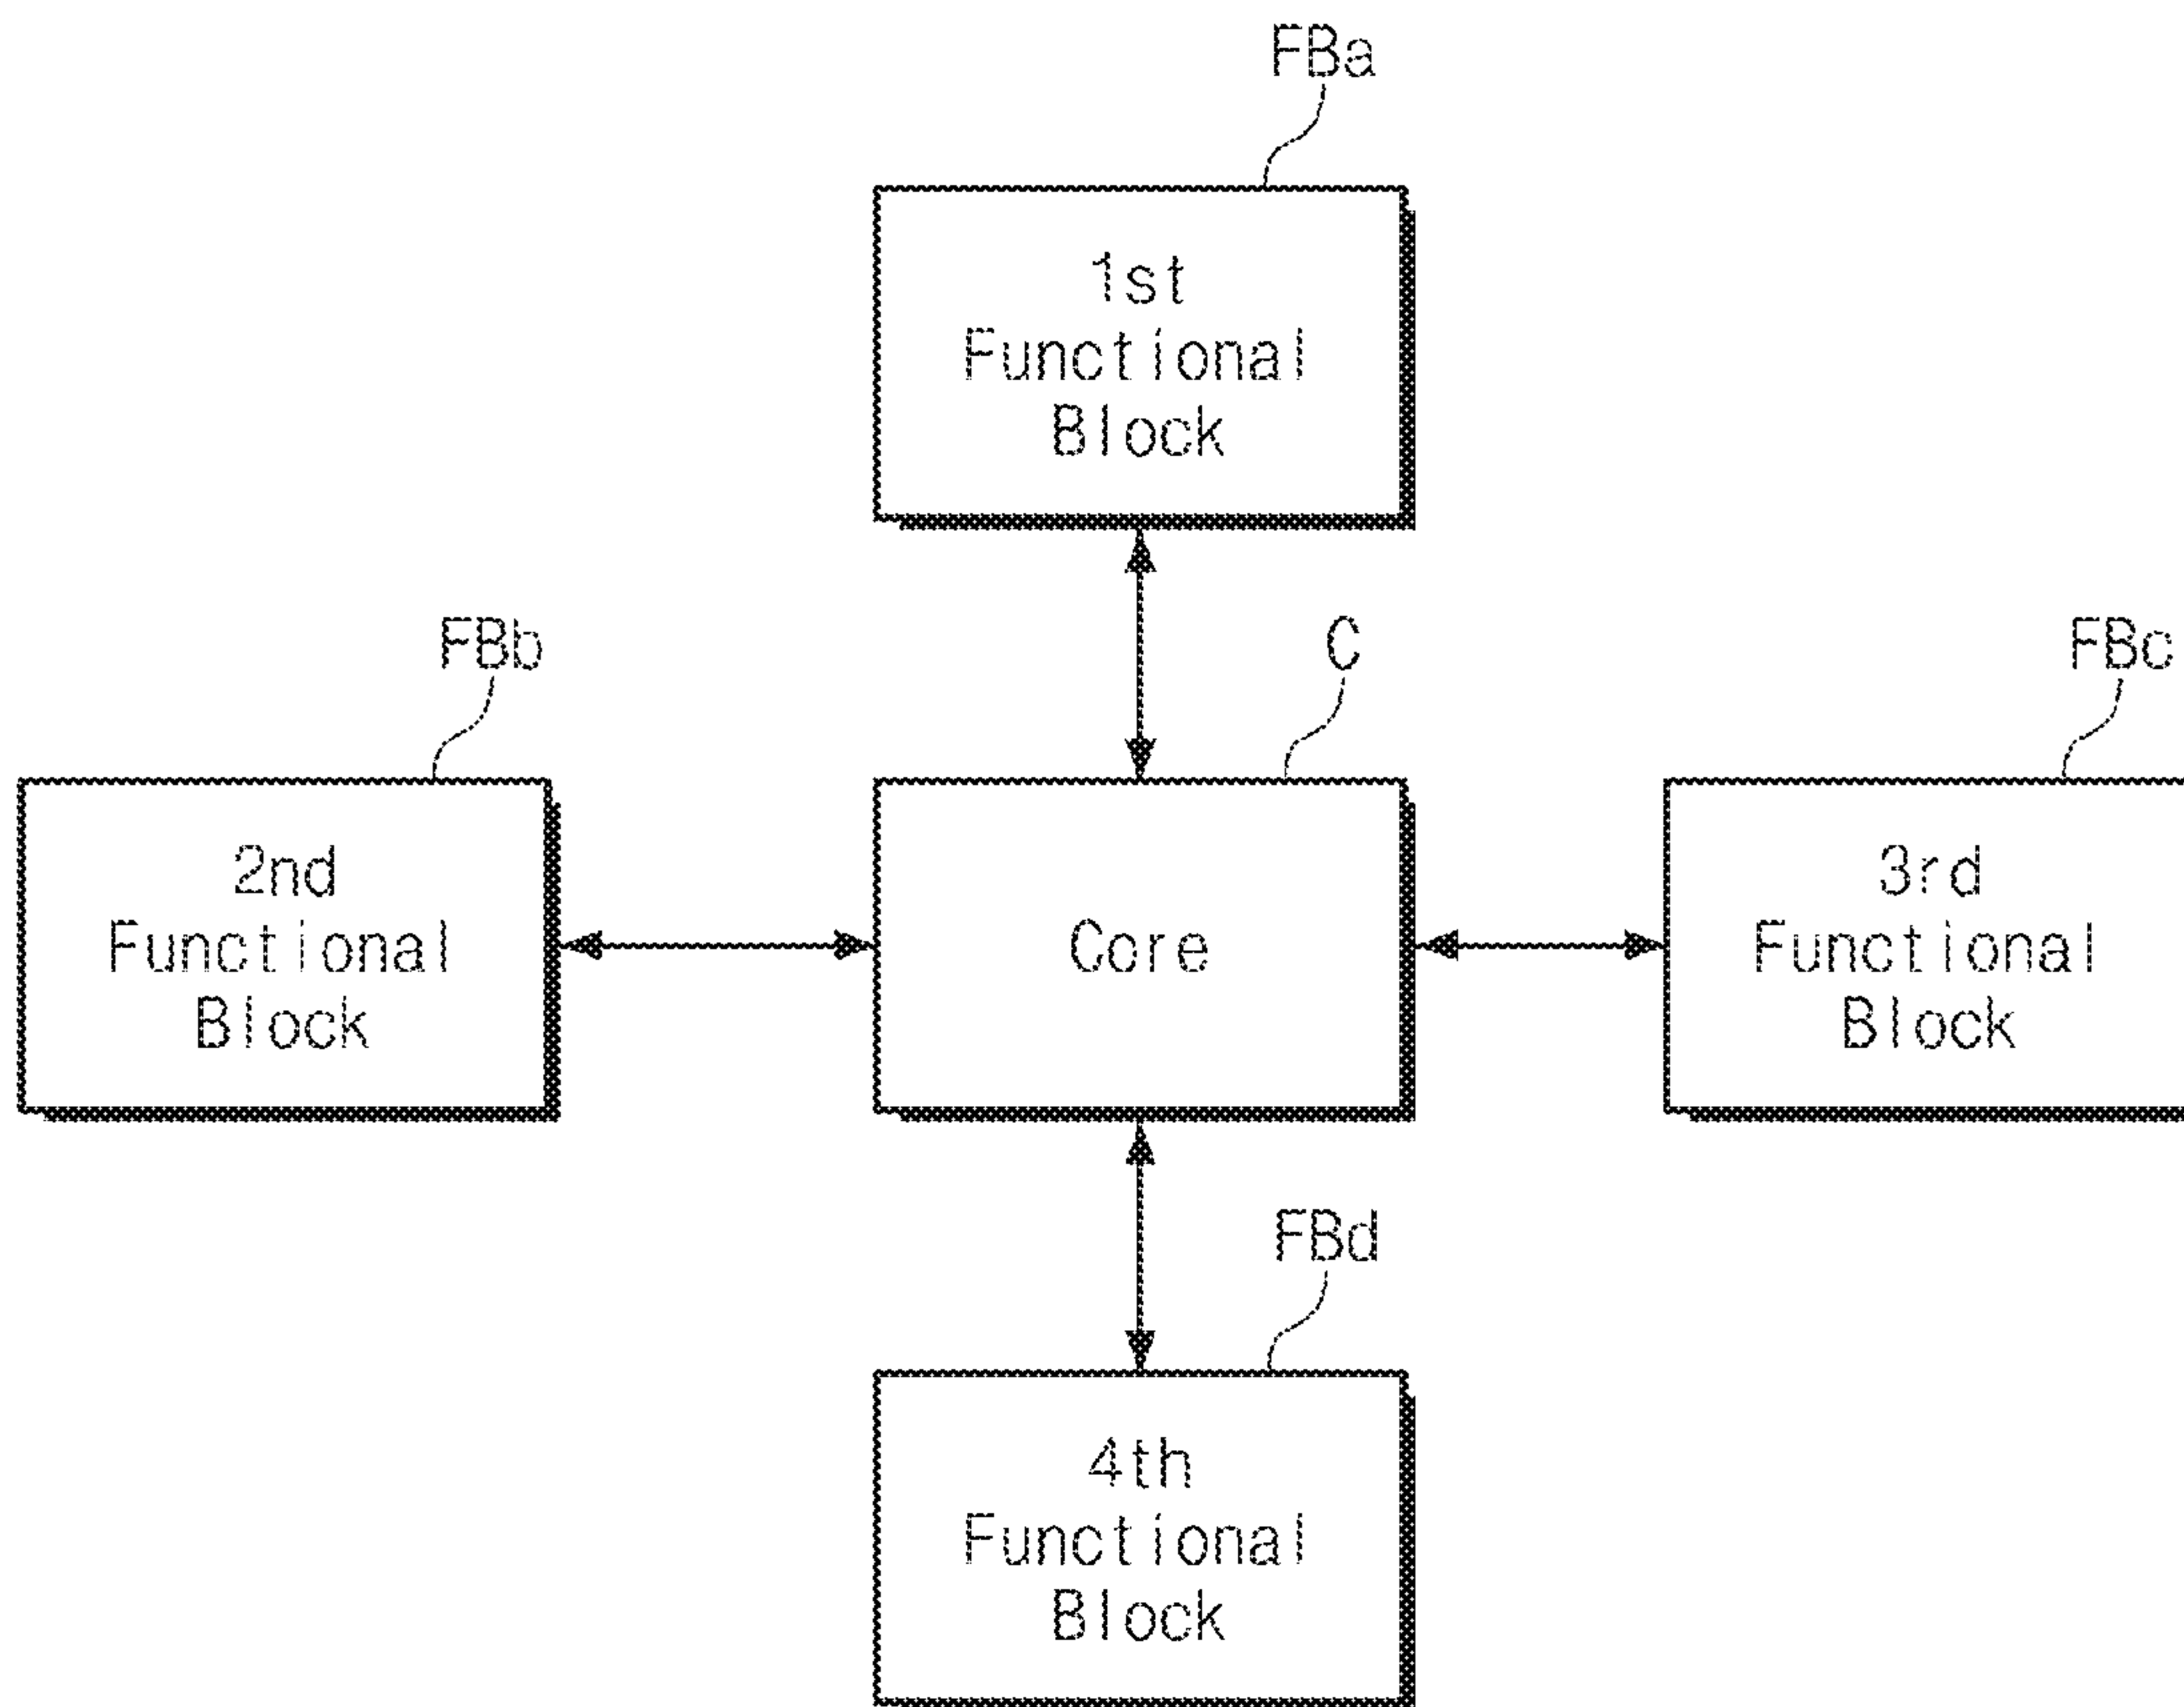 FBa
1st
Functional
Block
FBb
C
FBc
2nd
Functional
Block
Core
3rd
Functional
Block
FBd
4th
Functional
Block